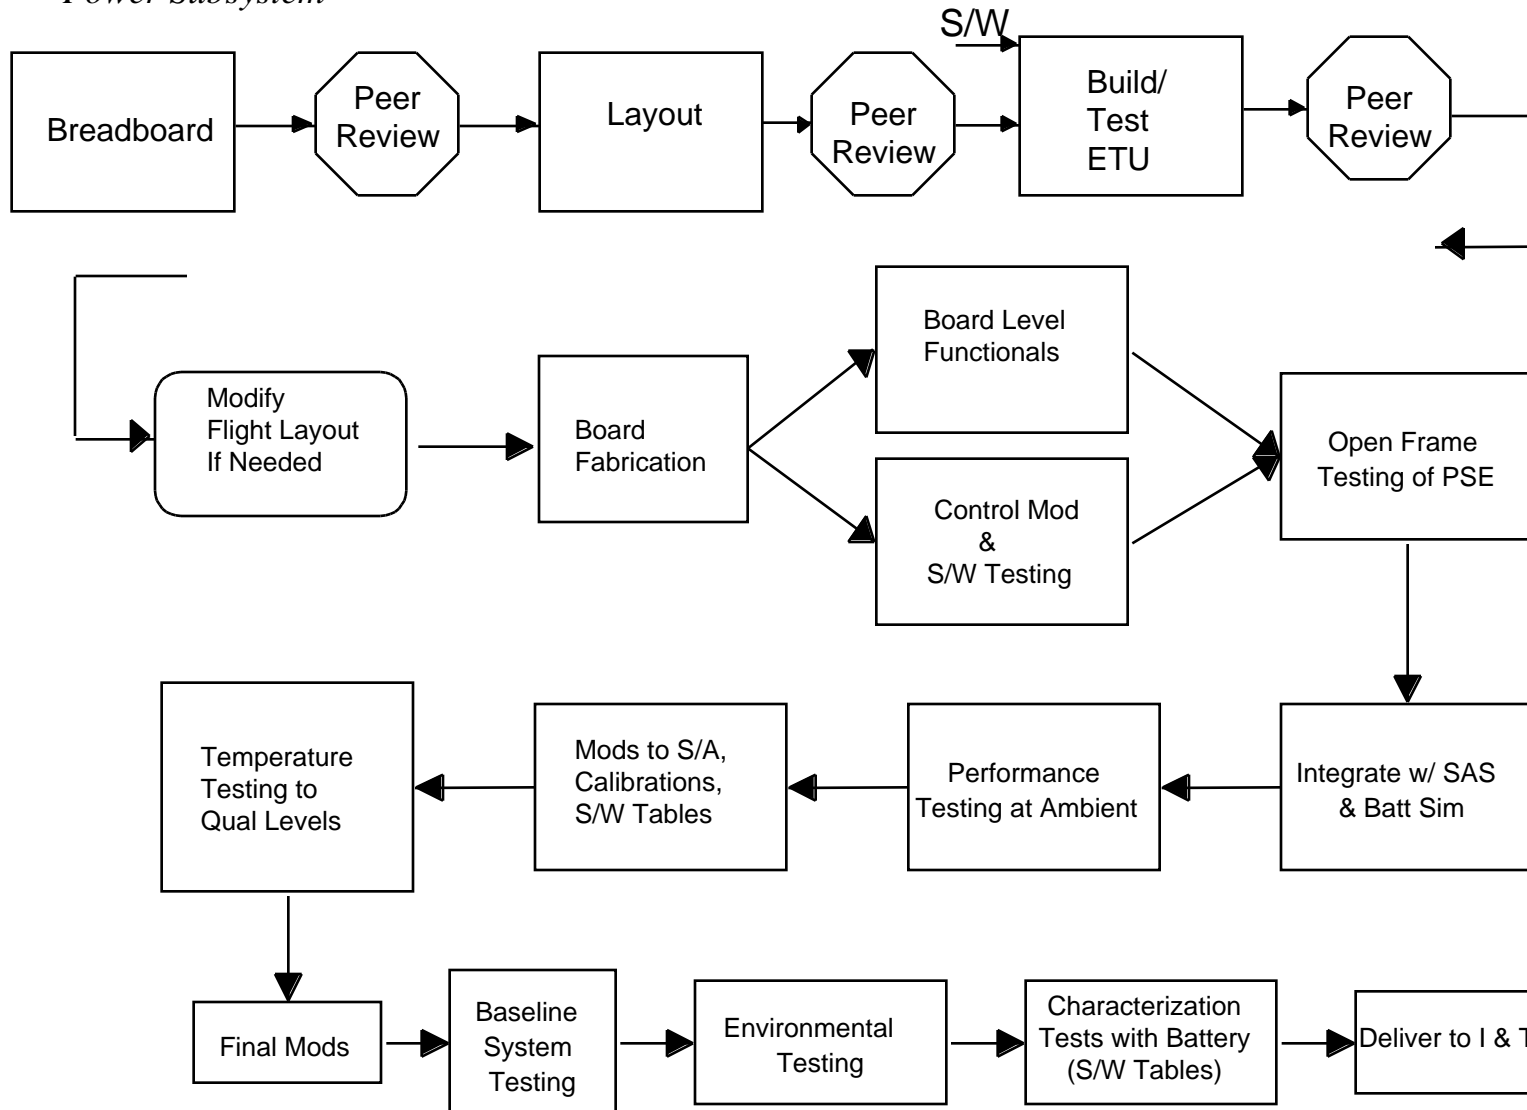 Power Subsystem
S/W
Breadboard
Peer
Review
Layout
Peer
Review
Build/
Test
ETU
Peer
Review
Modify
Flight Layout
If Needed
Board
Fabrication
Board Level
Functionals
Control Mod
&
S/W Testing
Open Frame
Testing of PSE
Temperature
Testing to
Qual Levels
Mods to S/A,
Calibrations,
S/W Tables
Performance
Testing at Ambient
Integrate w/ SAS
& Batt Sim
Final Mods
Baseline
System
Testing
Environmental
Testing
Characterization
Tests with Battery
(S/W Tables)
Deliver to I & T